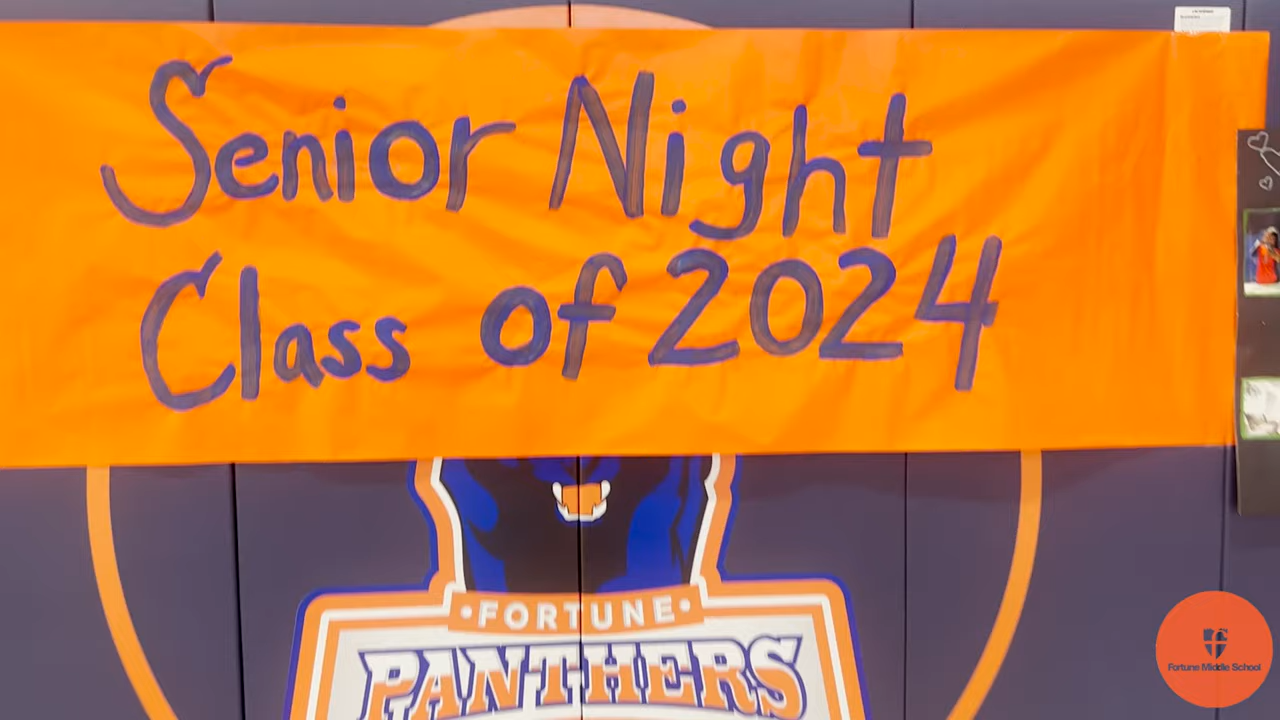 Senior Night
Class of 2024
•FORTUNE•
PANTHERS
Fortune Middle School